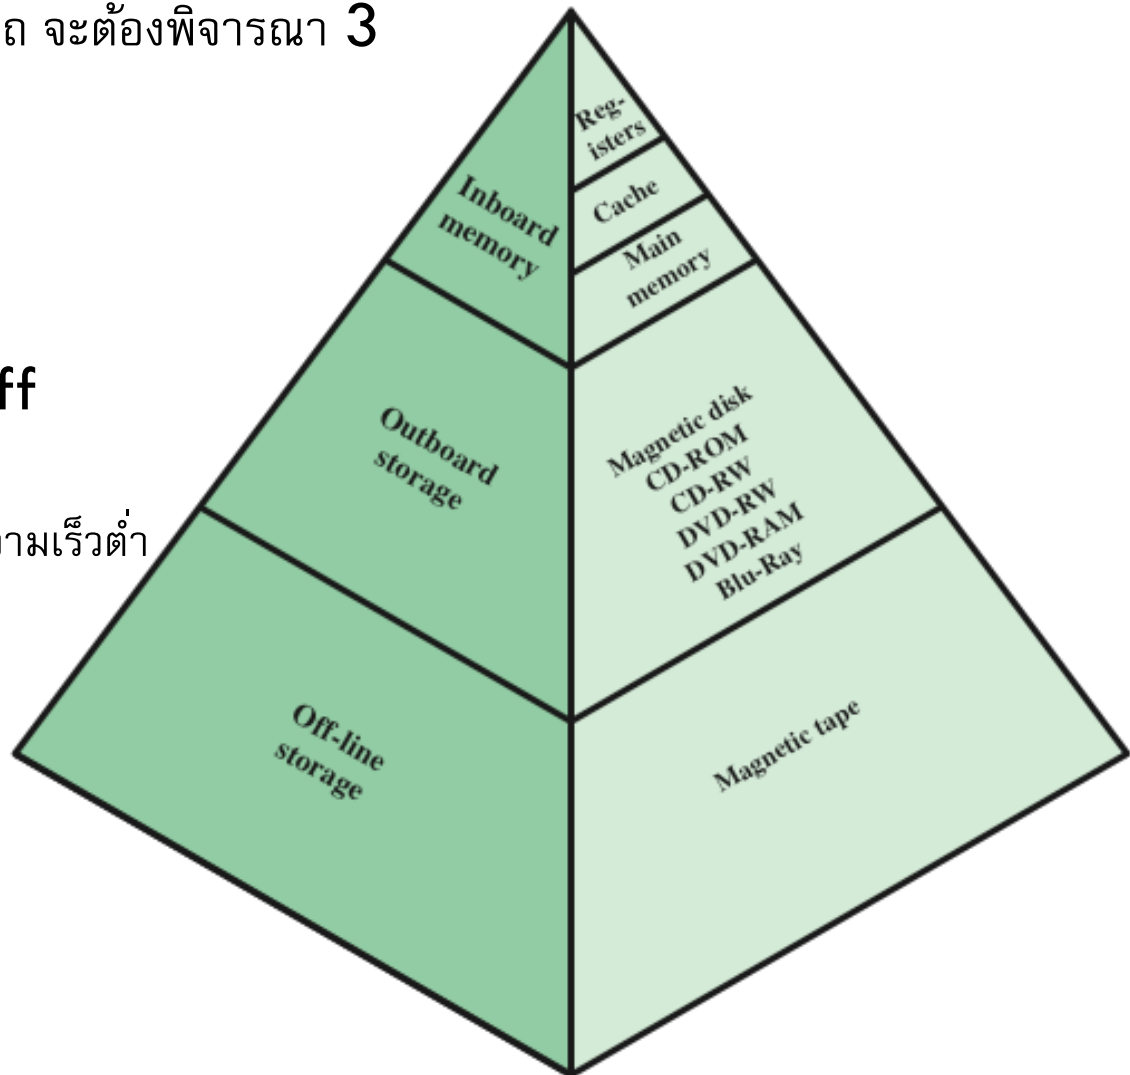 ถ จะต้องพิจารณา 3
Reg-
isters
Cache
Main
memory
Inboard
memory
ff
Outboard
storage
Magnetic disk
CD-ROM
CD-RW
DVD-RW
DVD-RAM
Blu-Ray
ามเร็วต่ำ
Off-line
storage
Magnetic tape